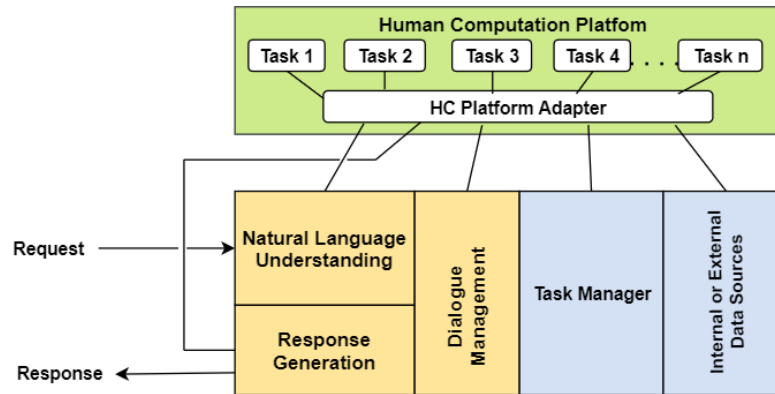 Human Computation Platfom
Task 1
Task 2
Task 3
Task 4
. . . .
Task n
HC Platform Adapter
Request
Natural Language
Understanding
Response
Generation
Response
Dialogue
Management
Task Manager
Internal or External
Data Sources